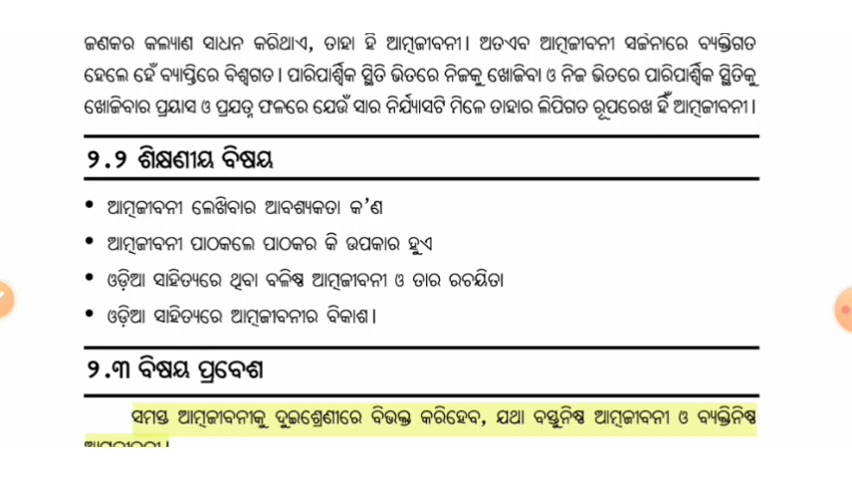 ଜଣକର କଲ୍ୟାଣ ସାଧନ କରିଥାଏ, ତାହା ହିଁ ଆତ୍ମଜୀବନୀ। ଅତଏବ ଆତ୍ମଜୀବନୀ ସର୍ଜନାରେ ବ୍ୟକ୍ତିଗତ
ହେଲେ ହେଁ ବ୍ୟାପ୍ତିରେ ବିଶ୍ୱଗତ। ପାରିପାର୍ଶ୍ୱିକ ସ୍ଥିତି ଭିତରେ ନିଜକୁ ଖୋଜିବା ଓ ନିଜ ଭିତରେ ପାରିପାର୍ଶ୍ୱିକ ସ୍ଥିତିକୁ
ଖୋଜିବାର ପ୍ରୟାସ ଓ ପ୍ରଯତ୍ନ ଫଳରେ ଯେଉଁ ସାର ନିର୍ଯ୍ୟାସଟି ମିଳେ ତାହାର ଲିପିଗତ ରୂପରେଖ ହିଁ ଆତ୍ମଜୀବନୀ।
୨.୨ ଶିକ୍ଷଣୀୟ ବିଷୟ
• ଆତ୍ମଜୀବନୀ ଲେଖିବାର ଆବଶ୍ୟକତା କ'ଣ
• ଆତ୍ମଜୀବନୀ ପାଠକଲେ ପାଠକର କି ଉପକାର ହୁଏ
• ଓଡ଼ିଆ ସାହିତ୍ୟରେ ଥିବା ବଳିଷ୍ଠ ଆତ୍ମଜୀବନୀ ଓ ତାର ରଚୟିତା
• ଓଡ଼ିଆ ସାହିତ୍ୟରେ ଆତ୍ମଜୀବନୀର ବିକାଶ।
୨.୩ ବିଷୟ ପ୍ରବେଶ
ସମସ୍ତ ଆତ୍ମଜୀବନୀକୁ ଦୁଇଶ୍ରେଣୀରେ ବିଭକ୍ତ କରିହେବ, ଯଥା ବସ୍ତୁନିଷ୍ଠ ଆତ୍ମଜୀବନୀ ଓ ବ୍ୟକ୍ତିନିଷ୍ଠ